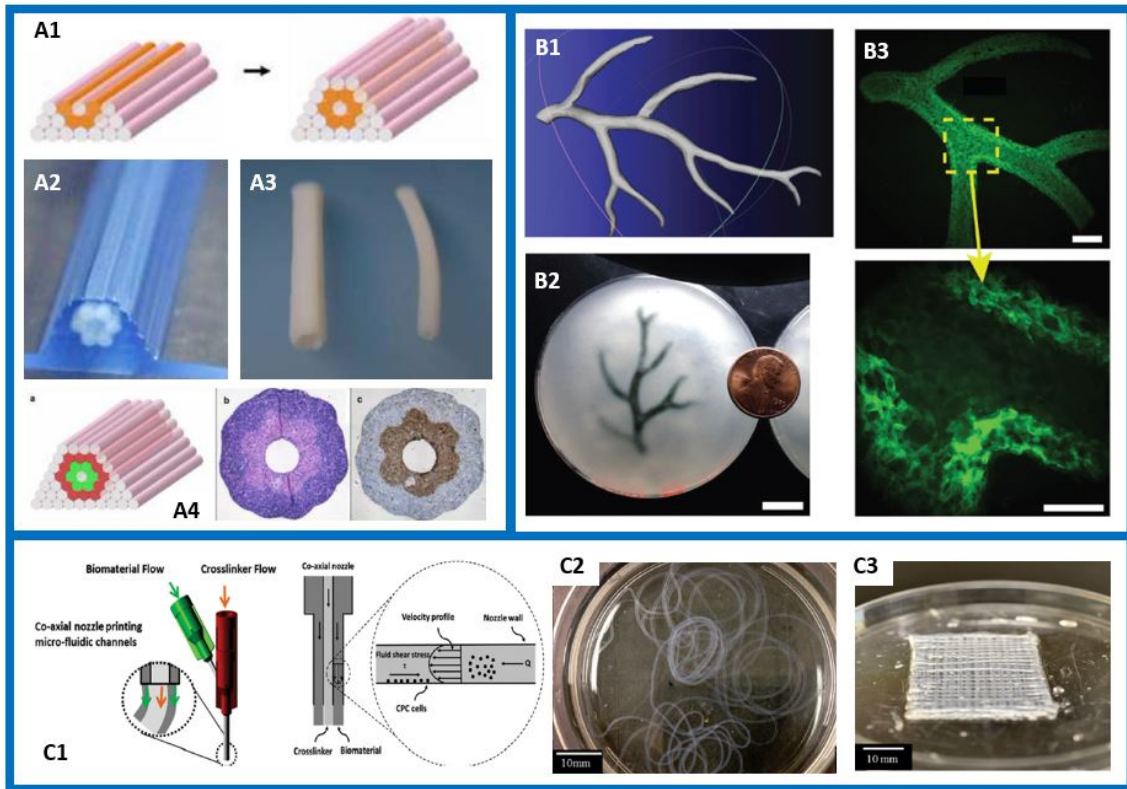 A1
A2
A3
a
b
c
A4
B1
B2
B3
Biomaterial Flow
Crosslinker Flow
Co-axial nozzle printing
micro-fluidic channels
Co-axial nozzle
Velocity profile
Nozzle wall
Fluid shear stress
τ
Q
CPC cells
Crosslinker
Biomaterial
C1
C2
10mm
C3
10 mm